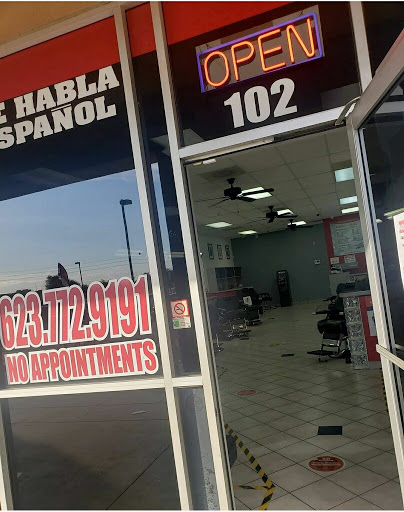 OPEN
102
E HABLA
SPAÑOL
623.772.9191
NO APPOINTMENTS